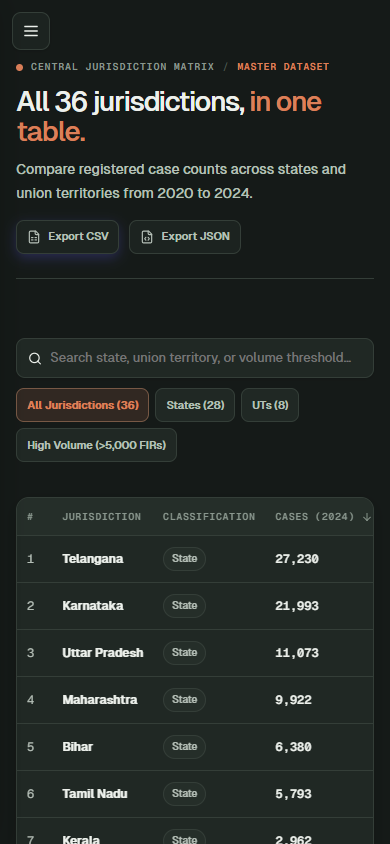 CENTRAL JURISDICTION MATRIX / MASTER DATASET
All 36 jurisdictions, in one
table.
Compare registered case counts across states and
union territories from 2020 to 2024.
Export CSV Export JSON
Search state, union territory, or volume threshold...
All Jurisdictions (36) States (28) UTs (8)
High Volume (>5,000 FIRs)
# JURISDICTION CLASSIFICATION CASES (2024) ↓
1 Telangana State 27,230
2 Karnataka State 21,993
3 Uttar Pradesh State 11,073
4 Maharashtra State 9,922
5 Bihar State 6,380
6 Tamil Nadu State 5,793
7 Kerala State 2,962